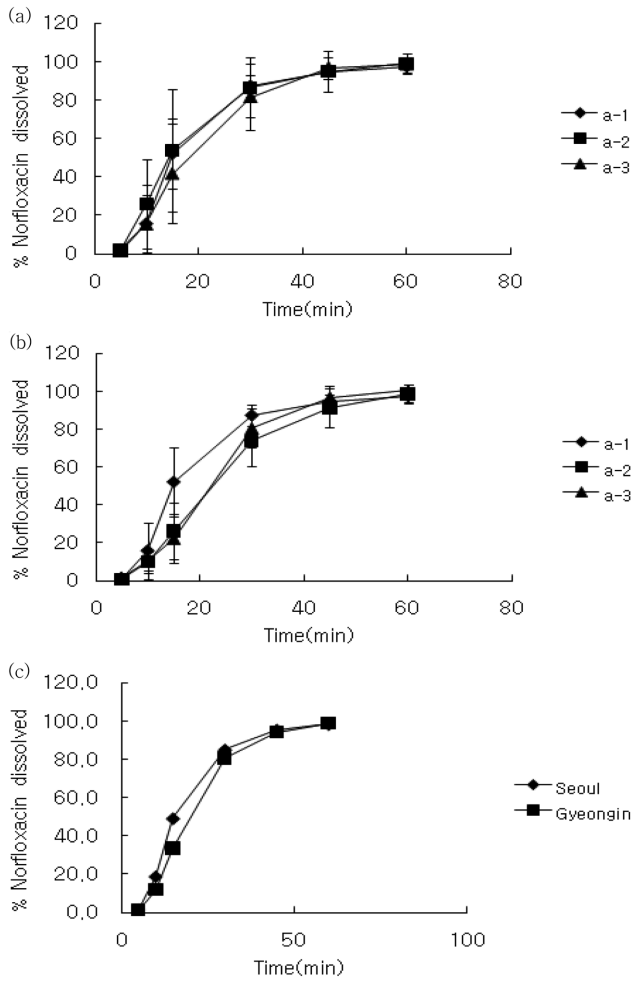 (a)
120
100
80
60
40
20
0
% Norfloxacin dissolved
0 20 40 60 80
Time(min)
a-1
a-2
a-3
(b)
120
100
80
60
40
20
0
% Norfloxacin dissolved
0 20 40 60 80
Time(min)
a-1
a-2
a-3
(c)
120.0
100.0
80.0
60.0
40.0
20.0
0.0
% Norfloxacin dissolved
0 50 100
Time(min)
Seoul
Gyeongin